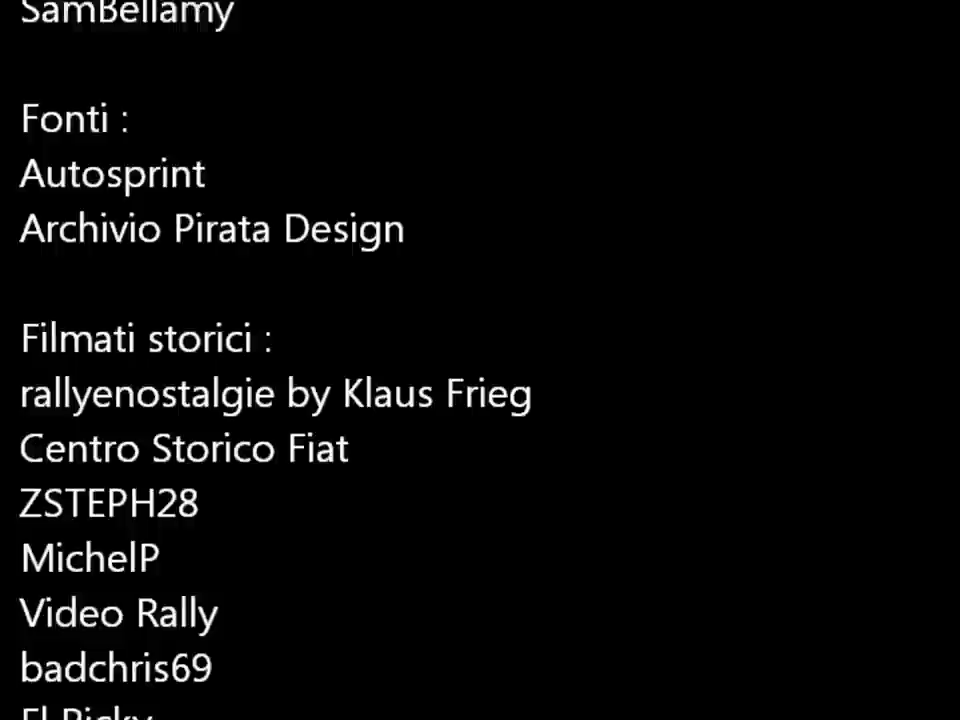 SamBellamy
Fonti :
Autosprint
Archivio Pirata Design
Filmati storici :
rallyenostalgie by Klaus Frieg
Centro Storico Fiat
ZSTEPH28
MichelP
Video Rally
badchris69